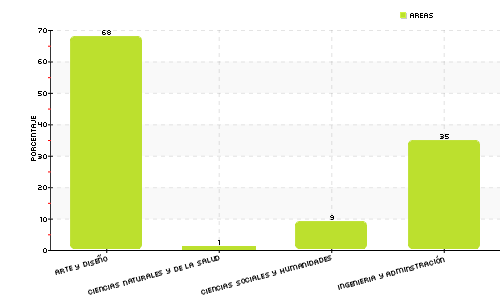 AREAS
PORCENTAJE
70
60
50
40
30
20
10
0
68
1
9
35
ARTE Y DISEÑO
CIENCIAS NATURALES Y DE LA SALUD
CIENCIAS SOCIALES Y HUMANIDADES
INGENIERIA Y ADMINSTRACIÓN